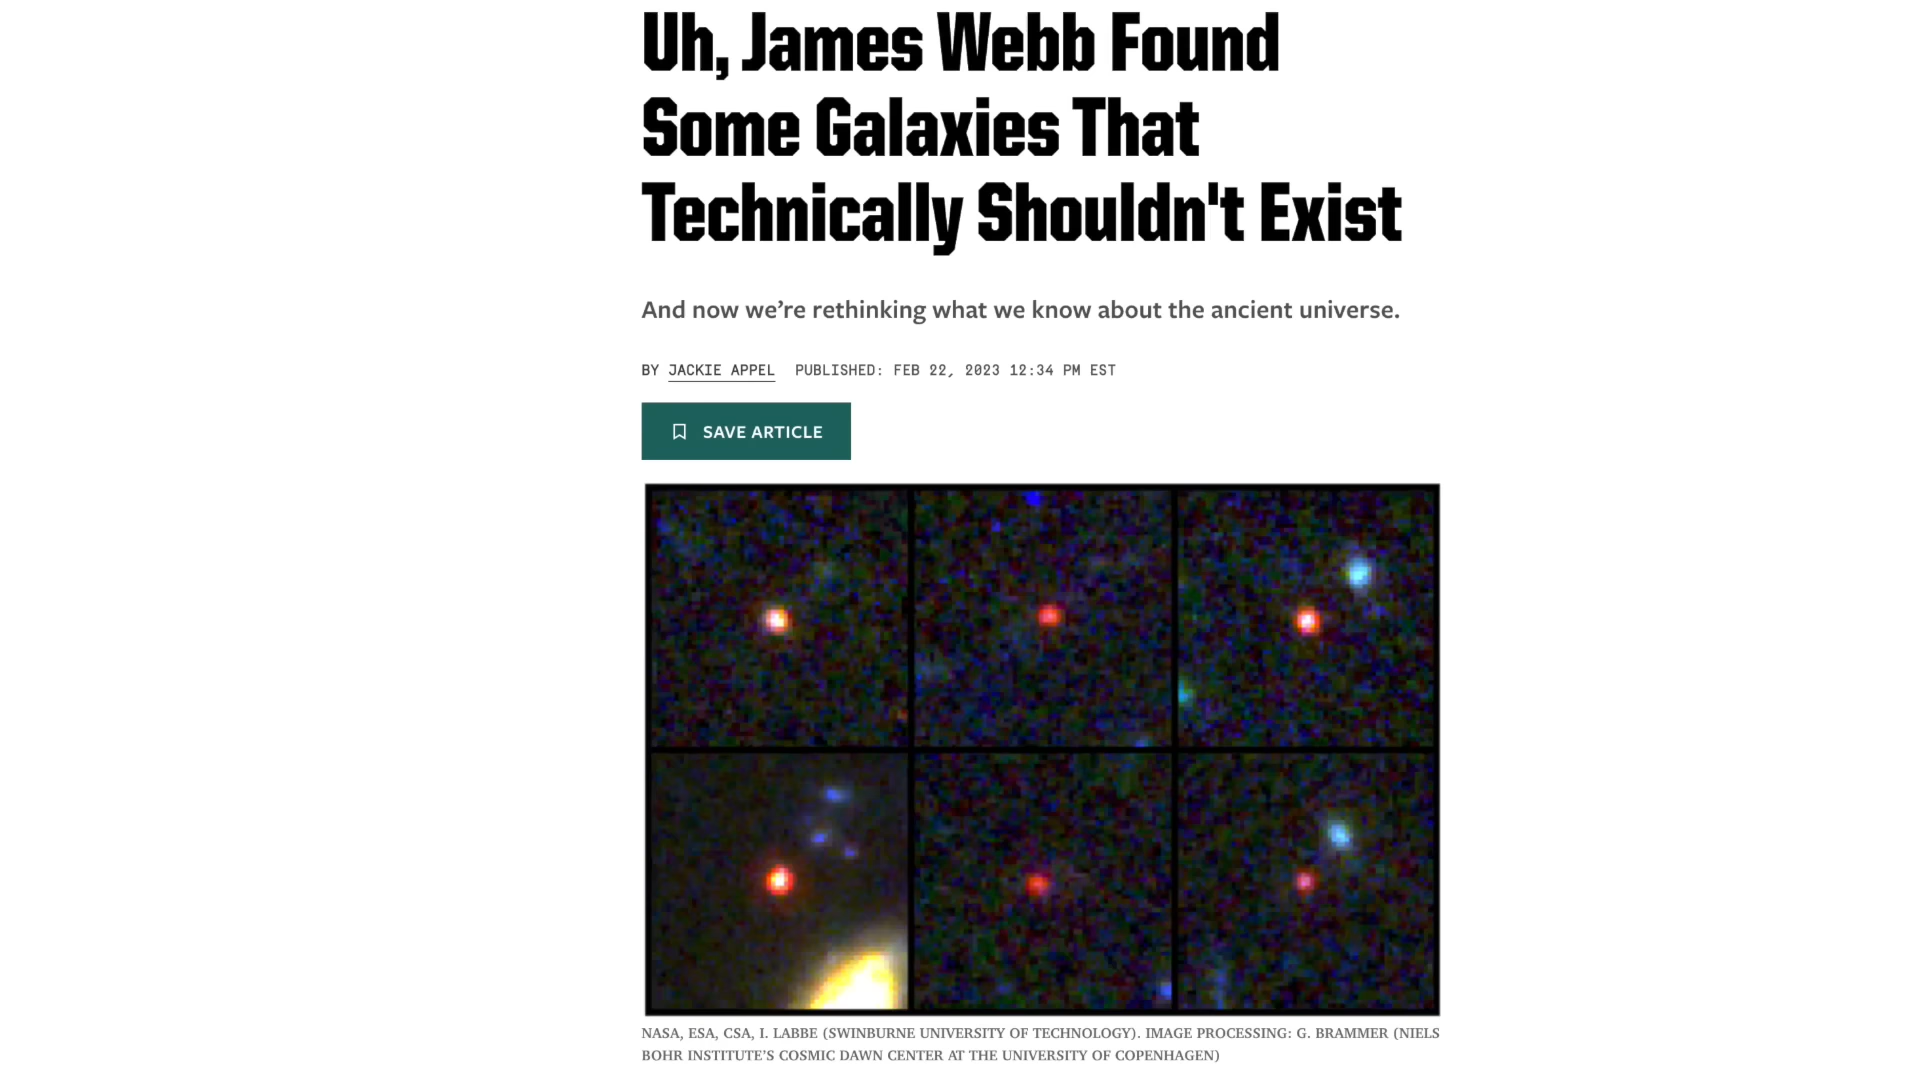 Uh, James Webb Found
Some Galaxies That
Technically Shouldn't Exist
And now we’re rethinking what we know about the ancient universe.
BY JACKIE APPEL PUBLISHED: FEB 22, 2023 12:34 PM EST
SAVE ARTICLE
NASA, ESA, CSA, I. LABBE (SWINBURNE UNIVERSITY OF TECHNOLOGY). IMAGE PROCESSING: G. BRAMMER (NIELS
BOHR INSTITUTE’S COSMIC DAWN CENTER AT THE UNIVERSITY OF COPENHAGEN)